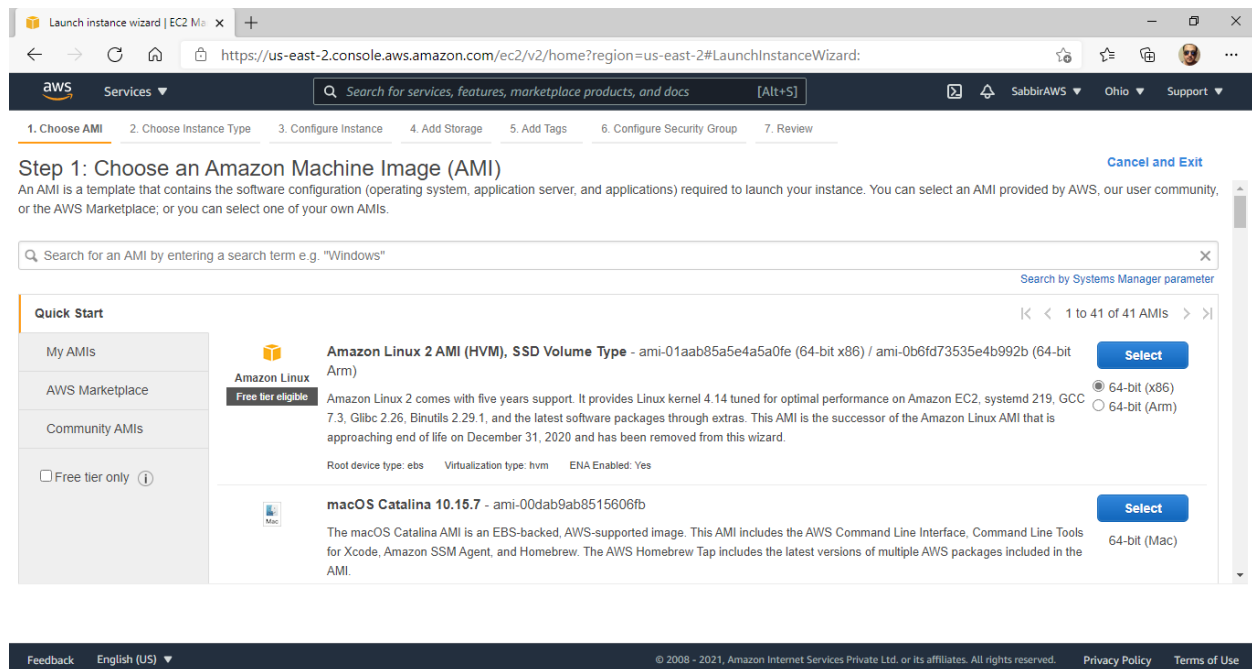 Launch instance wizard | EC2 Ma
https://us-east-2.console.aws.amazon.com/ec2/v2/home?region=us-east-2#LaunchInstanceWizard:
aws Services ▼ Search for services, features, marketplace products, and docs [Alt+S] SabbirAWS ▼ Ohio ▼ Support ▼
1. Choose AMI 2. Choose Instance Type 3. Configure Instance 4. Add Storage 5. Add Tags 6. Configure Security Group 7. Review
Step 1: Choose an Amazon Machine Image (AMI) Cancel and Exit
An AMI is a template that contains the software configuration (operating system, application server, and applications) required to launch your instance. You can select an AMI provided by AWS, our user community,
or the AWS Marketplace; or you can select one of your own AMIs.
Search for an AMI by entering a search term e.g. "Windows"
Search by Systems Manager parameter
Quick Start 1 to 41 of 41 AMIs
My AMIs
AWS Marketplace
Community AMIs
Free tier only
Amazon Linux
Free tier eligible
Amazon Linux 2 AMI (HVM), SSD Volume Type - ami-01aab85a5e4a5a0fe (64-bit x86) / ami-0b6fd73535e4b992b (64-bit
Arm)
Amazon Linux 2 comes with five years support. It provides Linux kernel 4.14 tuned for optimal performance on Amazon EC2, systemd 219, GCC
7.3, Glibc 2.26, Binutils 2.29.1, and the latest software packages through extras. This AMI is the successor of the Amazon Linux AMI that is
approaching end of life on December 31, 2020 and has been removed from this wizard.
Root device type: ebs Virtualization type: hvm ENA Enabled: Yes
Select
64-bit (x86)
64-bit (Arm)
Mac
macOS Catalina 10.15.7 - ami-00dab9ab8515606fb
The macOS Catalina AMI is an EBS-backed, AWS-supported image. This AMI includes the AWS Command Line Interface, Command Line Tools
for Xcode, Amazon SSM Agent, and Homebrew. The AWS Homebrew Tap includes the latest versions of multiple AWS packages included in the
AMI.
Select
64-bit (Mac)
Feedback English (US) ▼ © 2008 - 2021, Amazon Internet Services Private Ltd. or its affiliates. All rights reserved. Privacy Policy Terms of Use